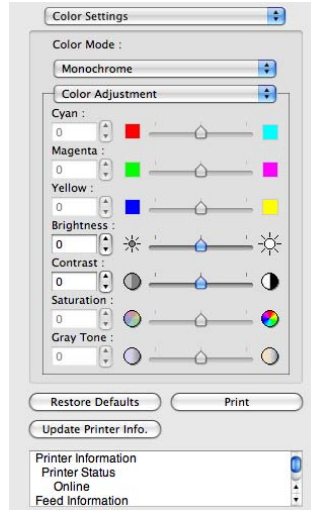 Color Settings
Color Mode :
Monochrome
Color Adjustment
Cyan :
0
Magenta :
0
Yellow :
0
Brightness :
0
Contrast :
0
Saturation :
0
Gray Tone :
0
Restore Defaults Print
Update Printer Info.
Printer Information
Printer Status
Online
Feed Information